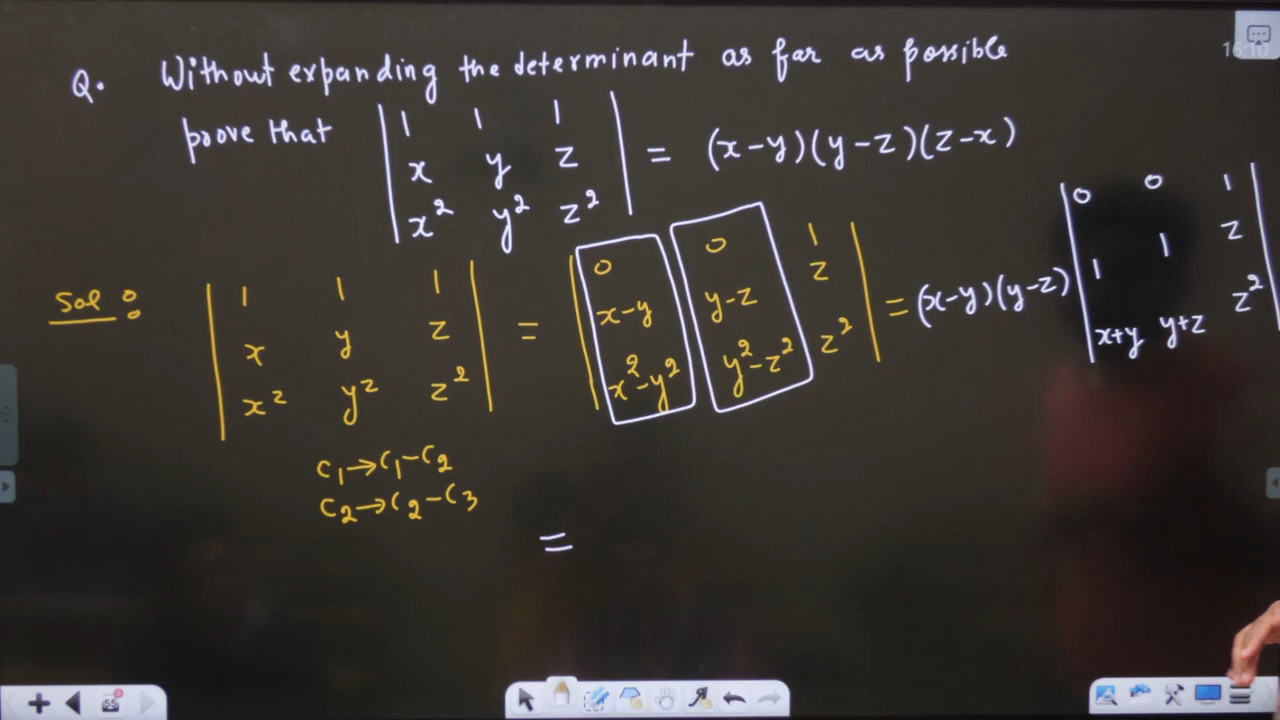 Q. Without expanding the determinant as far as possible
prove that | 1 1 1 | = (x-y)(y-z)(z-x)
x y z
x² y² z²
Sol : | 1 1 1 | = | 0 0 1 | = (x-y)(y-z) | 0 0 1 |
x y z x-y y-z z 1 1 z
x² y² z² x²-y² y²-z² z² x+y y+z z²
C₁→C₁-C₂
C₂→C₂-C₃
=